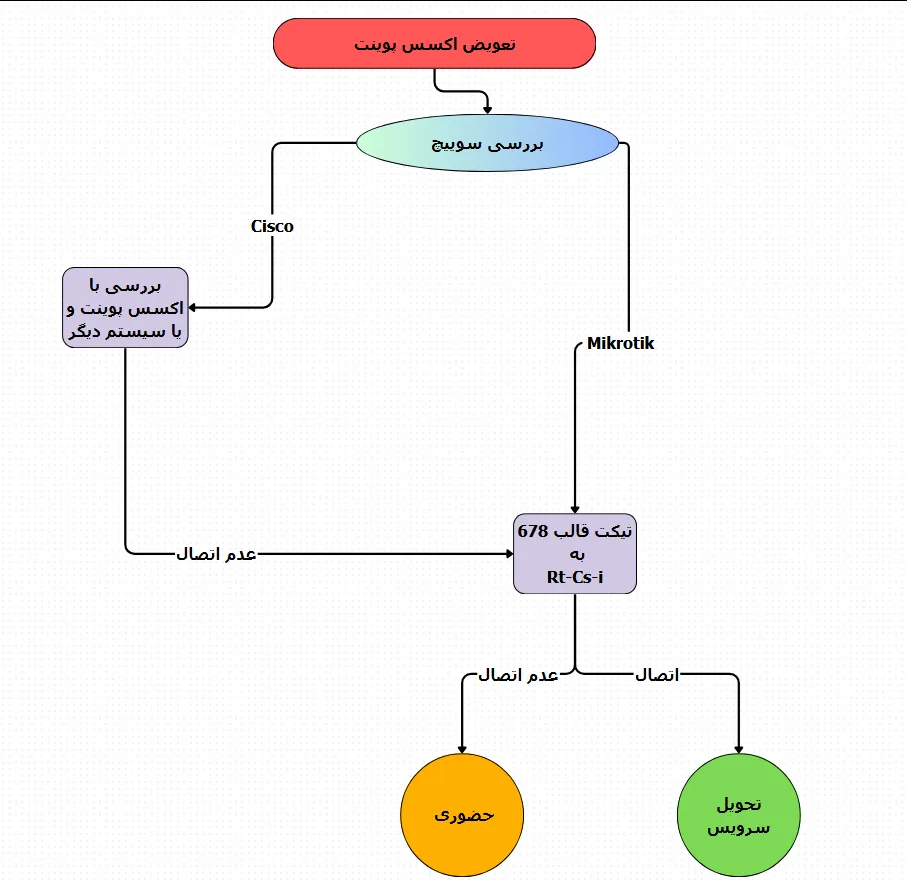 تعویض اکسس پوینت
بررسی سوییچ
Cisco
بررسی با
اکسس پوینت و
یا سیستم دیگر
Mikrotik
تیکت قالب 678
به
Rt-Cs-i
عدم اتصال
عدم اتصال
اتصال
حضوری
تحویل
سرویس